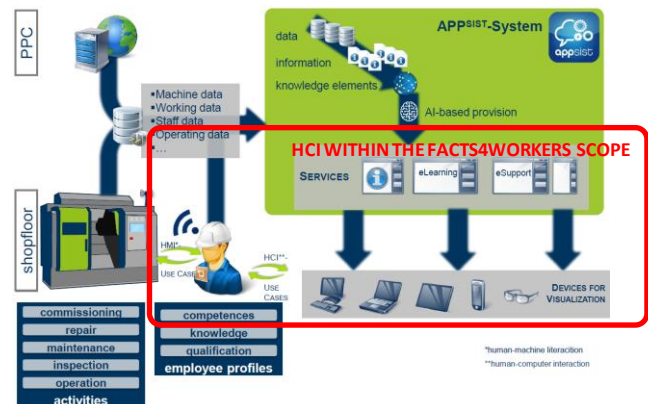 PPC
data
APPSIST-System
appsist
information
knowledge elements
▪Machine data
▪Working data
▪Staff data
▪Operating data
▪...
AI-based provision
HCI WITHIN THE FACTS4WORKERS SCOPE
SERVICES
eLearning
eSupport
shopfloor
HMI*-
USE CASES
HCI**-
USE
CASES
DEVICES FOR
VISUALIZATION
commissioning
repair
maintenance
inspection
operation
activities
competences
knowledge
qualification
employee profiles
*human-machine literacition
**human-computer interaction